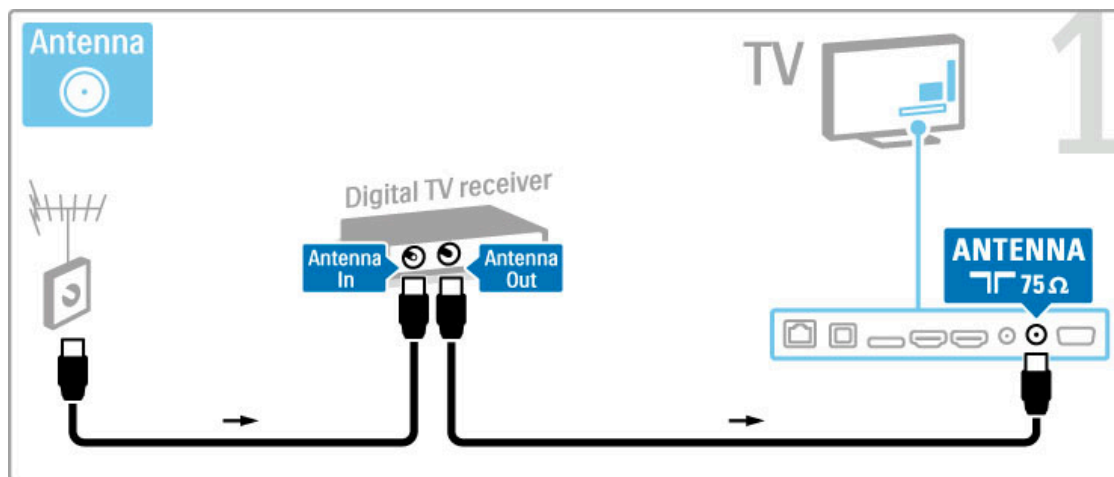 Antenna
TV
1
Digital TV receiver
Antenna
In
Antenna
Out
ANTENNA
75 Ω